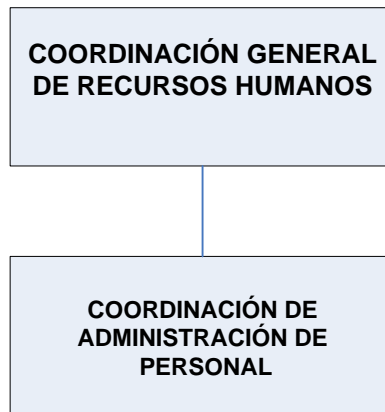 COORDINACIÓN GENERAL
DE RECURSOS HUMANOS
COORDINACIÓN DE
ADMINISTRACIÓN DE
PERSONAL